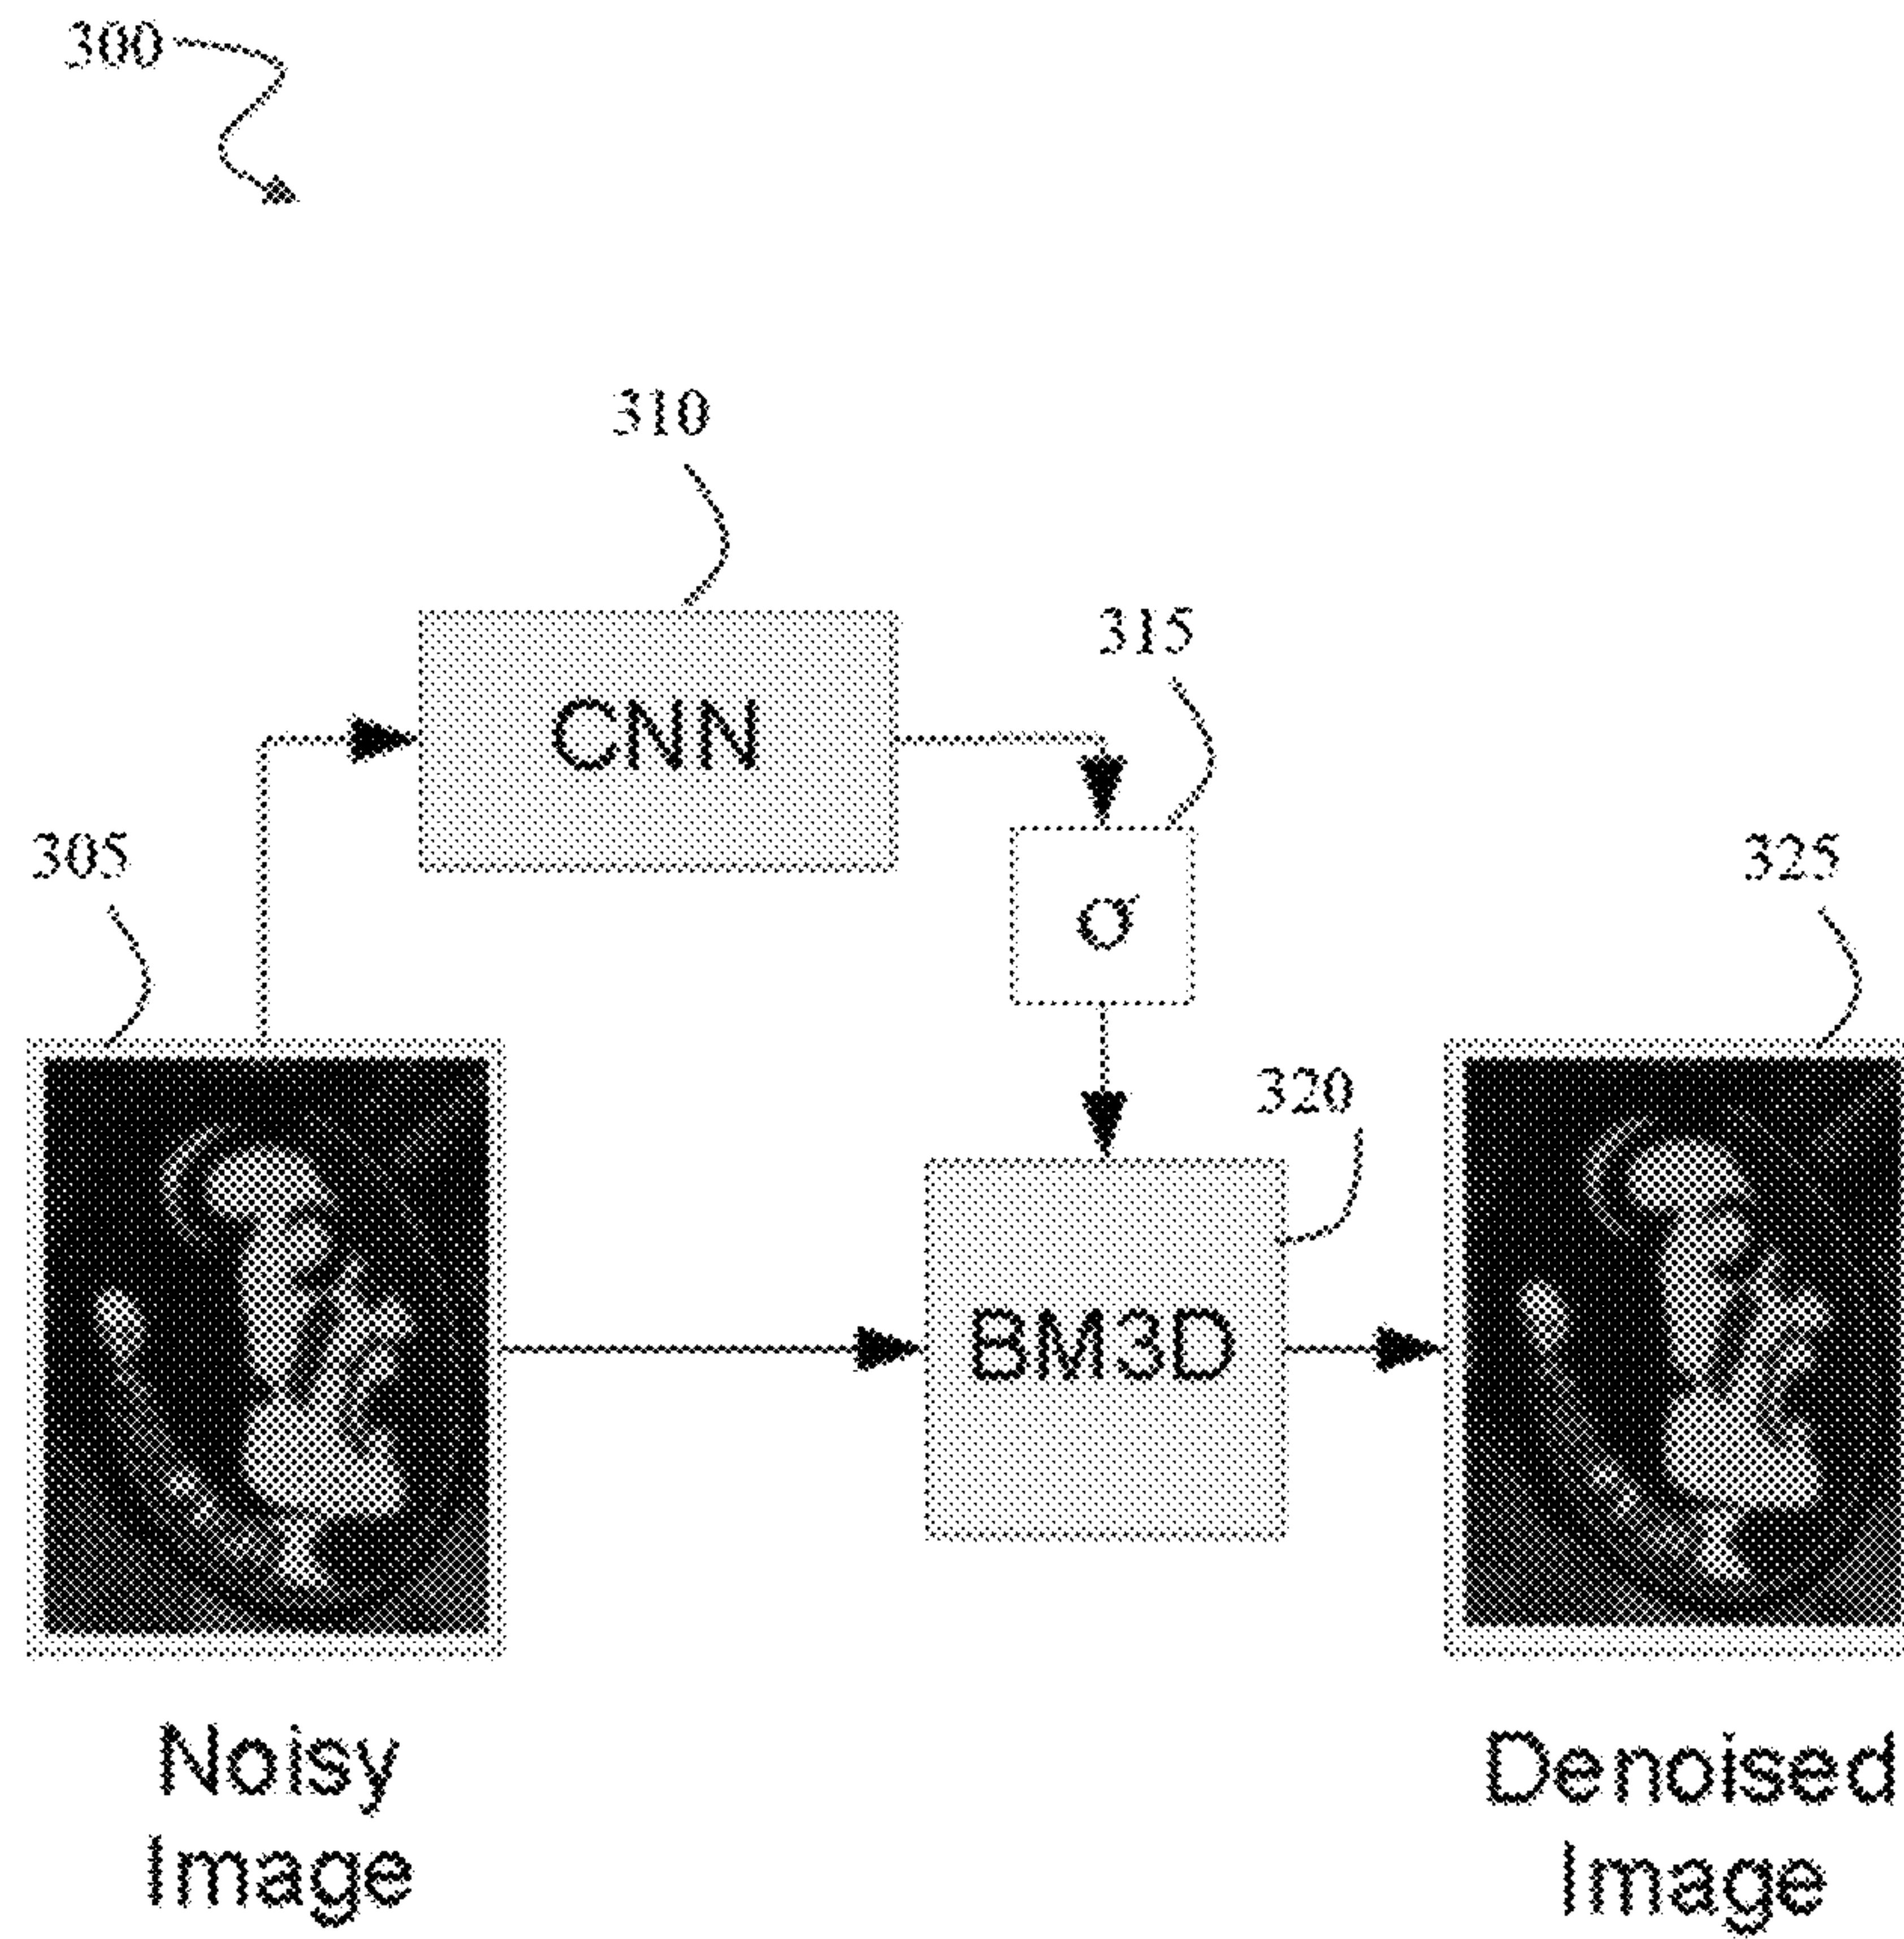 300
310
CNN
315
σ
305
325
320
BM3D
Noisy
Image
Denoised
Image